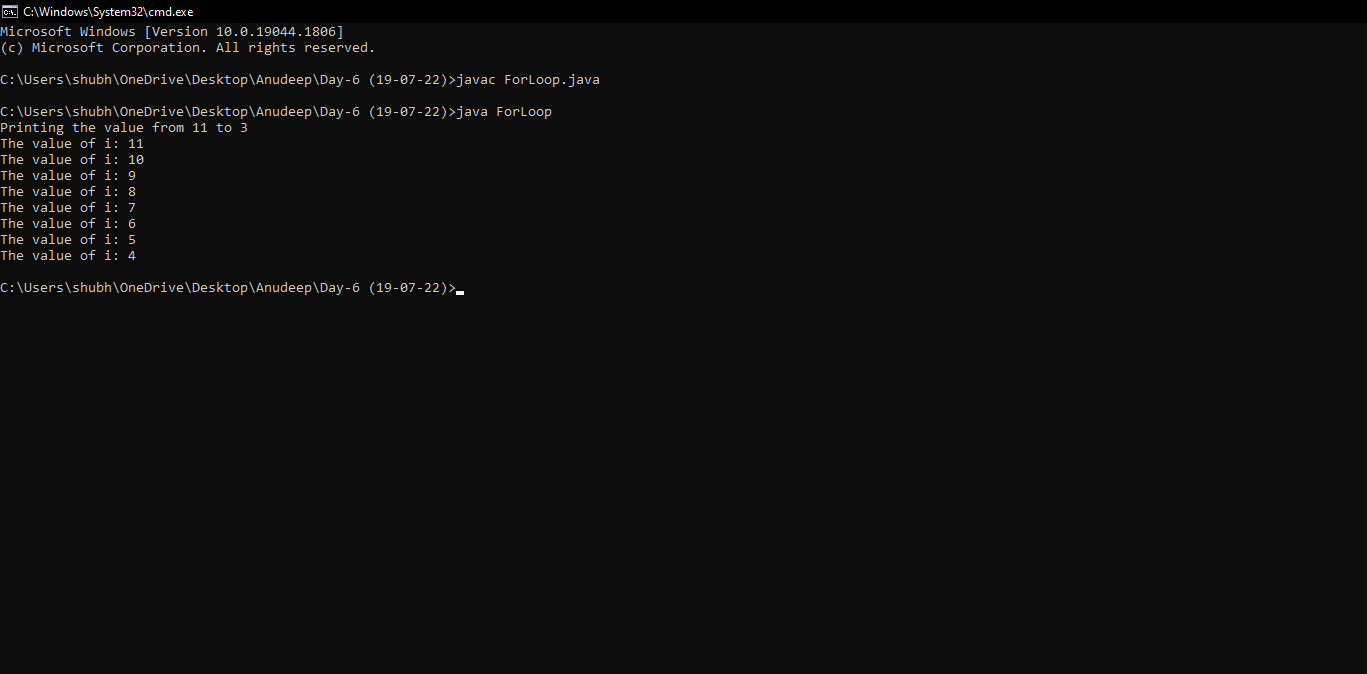 C:\Windows\System32\cmd.exe
Microsoft Windows [Version 10.0.19044.1806]
(c) Microsoft Corporation. All rights reserved.
C:\Users\shubh\OneDrive\Desktop\Anudeep\Day-6 (19-07-22)>javac ForLoop.java
C:\Users\shubh\OneDrive\Desktop\Anudeep\Day-6 (19-07-22)>java ForLoop
Printing the value from 11 to 3
The value of i: 11
The value of i: 10
The value of i: 9
The value of i: 8
The value of i: 7
The value of i: 6
The value of i: 5
The value of i: 4
C:\Users\shubh\OneDrive\Desktop\Anudeep\Day-6 (19-07-22)>